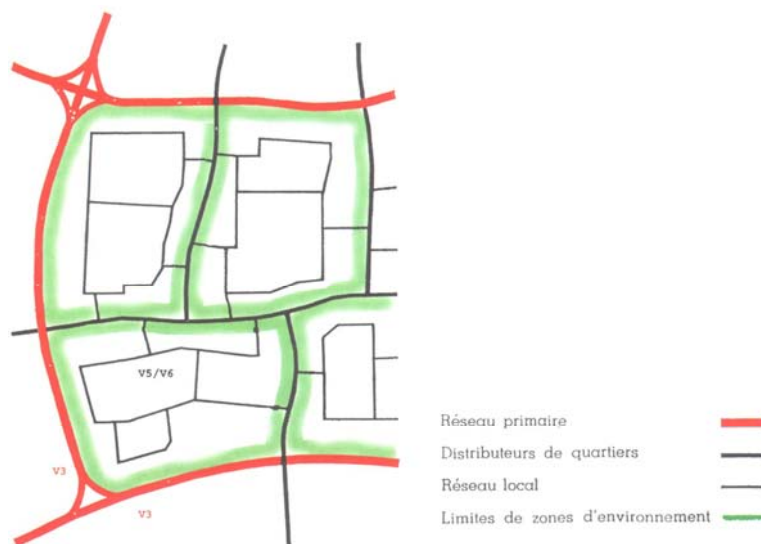 V5/V6
V3
V3
Réseau primaire
Distributeurs de quartiers
Réseau local
Limites de zones d'environnement